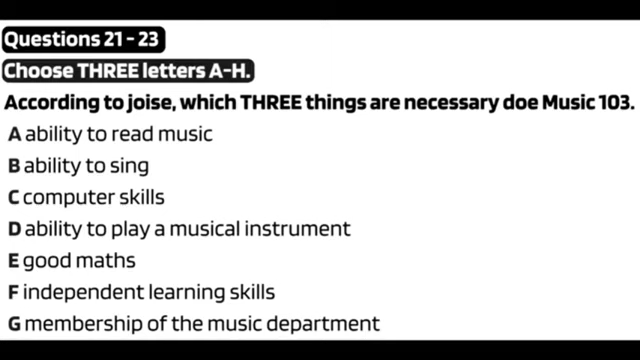 Questions 21 - 23
Choose THREE letters A-H.
According to joise, which THREE things are necessary doe Music 103.
A ability to read music
B ability to sing
C computer skills
D ability to play a musical instrument
E good maths
F independent learning skills
G membership of the music department